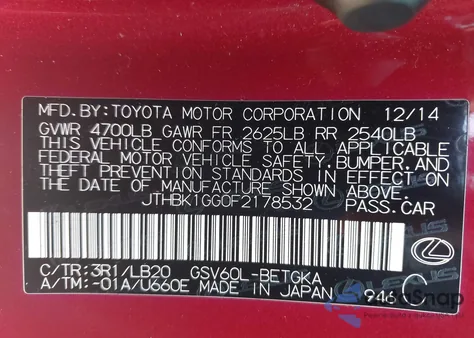 MFD. BY: TOYOTA MOTOR CORPORATION 12/14
GVWR 4700LB GAWR FR 2625LB RR 2540LB
THIS VEHICLE CONFORMS TO ALL APPLICABLE
FEDERAL MOTOR VEHICLE SAFETY, BUMPER, AND
THEFT PREVENTION STANDARDS IN EFFECT ON
THE DATE OF MANUFACTURE SHOWN ABOVE.
JTHBK1GG0F2178532 PASS. CAR
C/TR: 3R1/LB20 GSV60L-BETGKA
A/TM: -01A/U660E MADE IN JAPAN 946